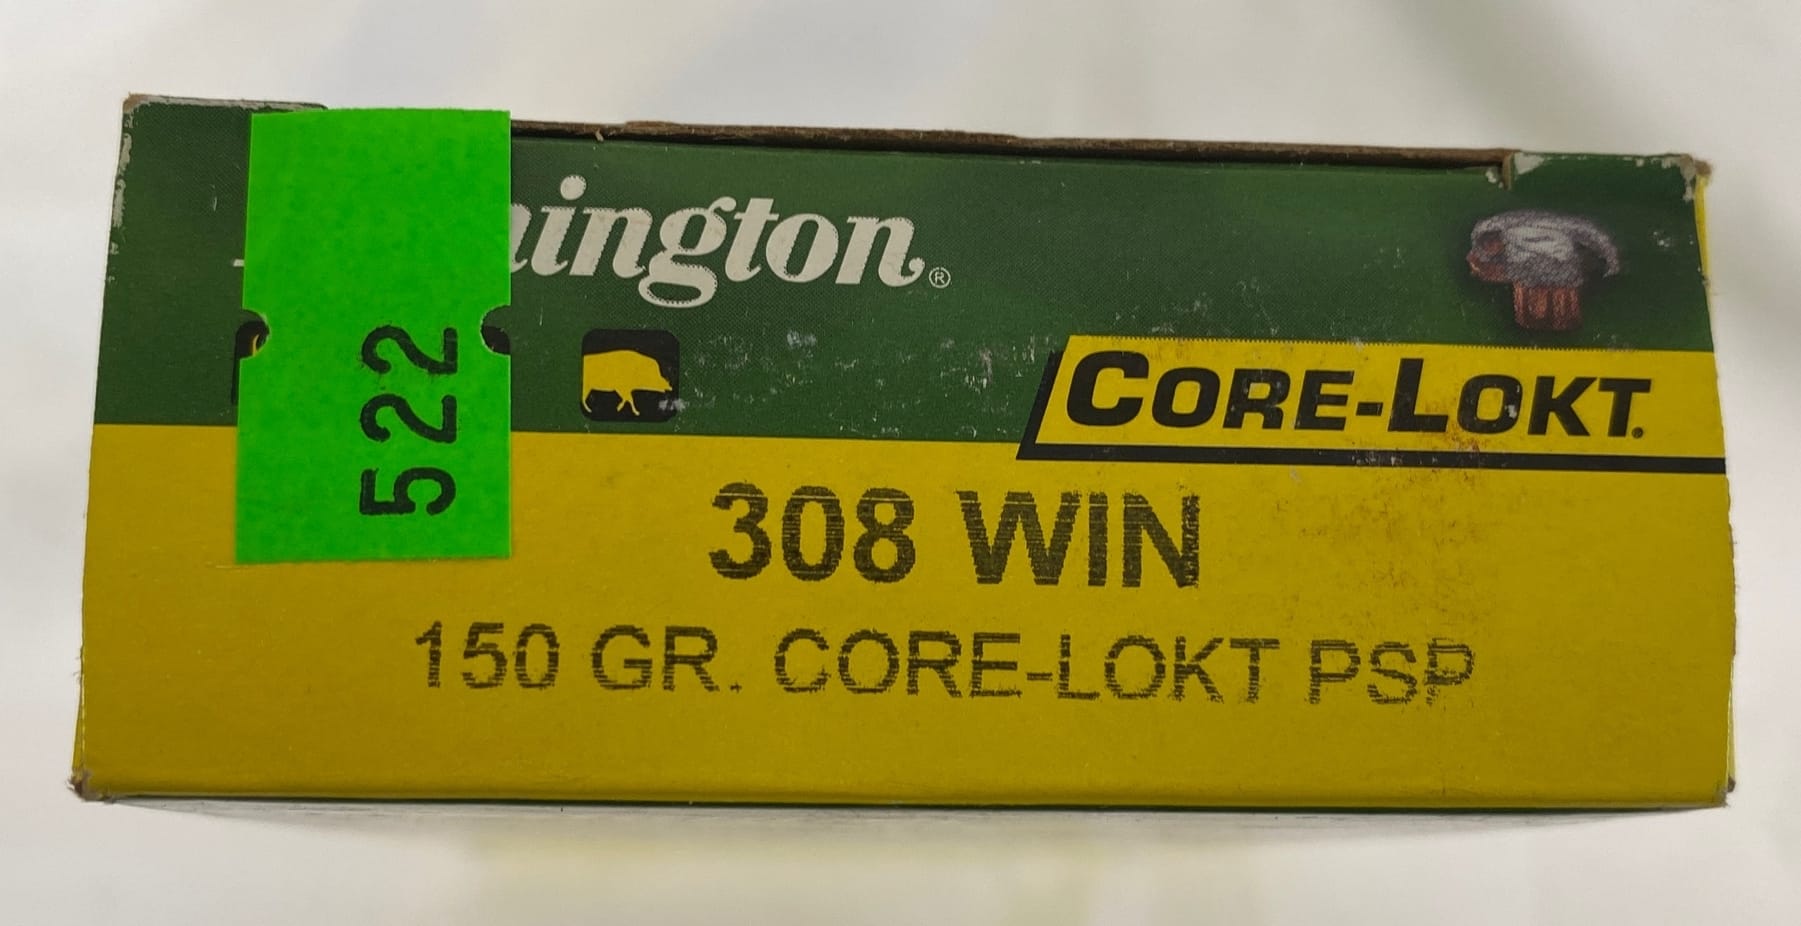 ington®
CORE-LOKT®
522
308 WIN
150 GR. CORE-LOKT PSP